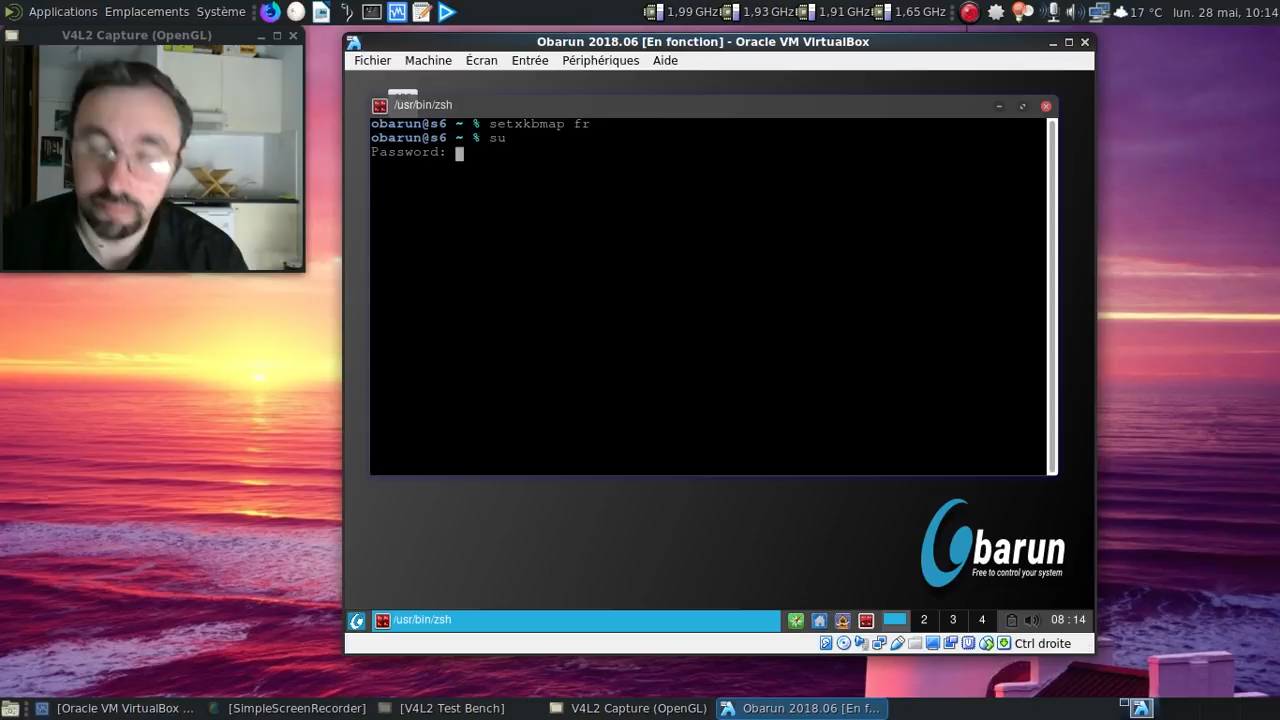 Applications Emplacements Système
1,99 GHz 1,93 GHz 1,91 GHz 1,65 GHz 17 °C lun. 28 mai, 10:14
V4L2 Capture (OpenGL)
Obarun 2018.06 [En fonction] - Oracle VM VirtualBox
Fichier Machine Écran Entrée Périphériques Aide
/usr/bin/zsh
obarun@s6 ~ % setxkbmap fr
obarun@s6 ~ % su
Password:
Obarun
Free to control your system
/usr/bin/zsh
2 3 4 08:14
Ctrl droite
[Oracle VM VirtualBox ... [SimpleScreenRecorder] [V4L2 Test Bench] V4L2 Capture (OpenGL) Obarun 2018.06 [En f...